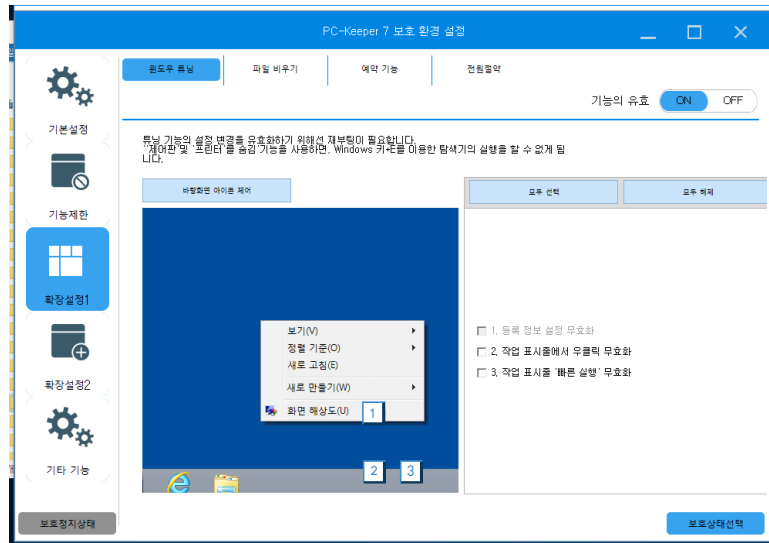 PC-Keeper 7 보호 환경 설정
윈도우 튜닝
파일 비우기
예약 기능
전원절약
기능의 유효
ON
OFF
기본설정
기능제한
확장설정1
확장설정2
기타 기능
보호정지상태
튜닝 기능의 설정 변경을 유효화하기 위해선 재부팅이 필요합니다.
"제어판'및 '프린터'를 숨김'기능을 사용하면, Windows 키+E를 이용한 탐색기의 실행을 할 수 없게 됩
니다.
바탕화면 아이콘 제어
모두 선택
모두 해제
보기(V)
정렬 기준(O)
새로 고침(E)
새로 만들기(W)
화면 해상도(U)
1
2
3
1. 등록 정보 설정 무효화
2. 작업 표시줄에서 우클릭 무효화
3. 작업 표시줄 '빠른 실행' 무효화
보호상태선택